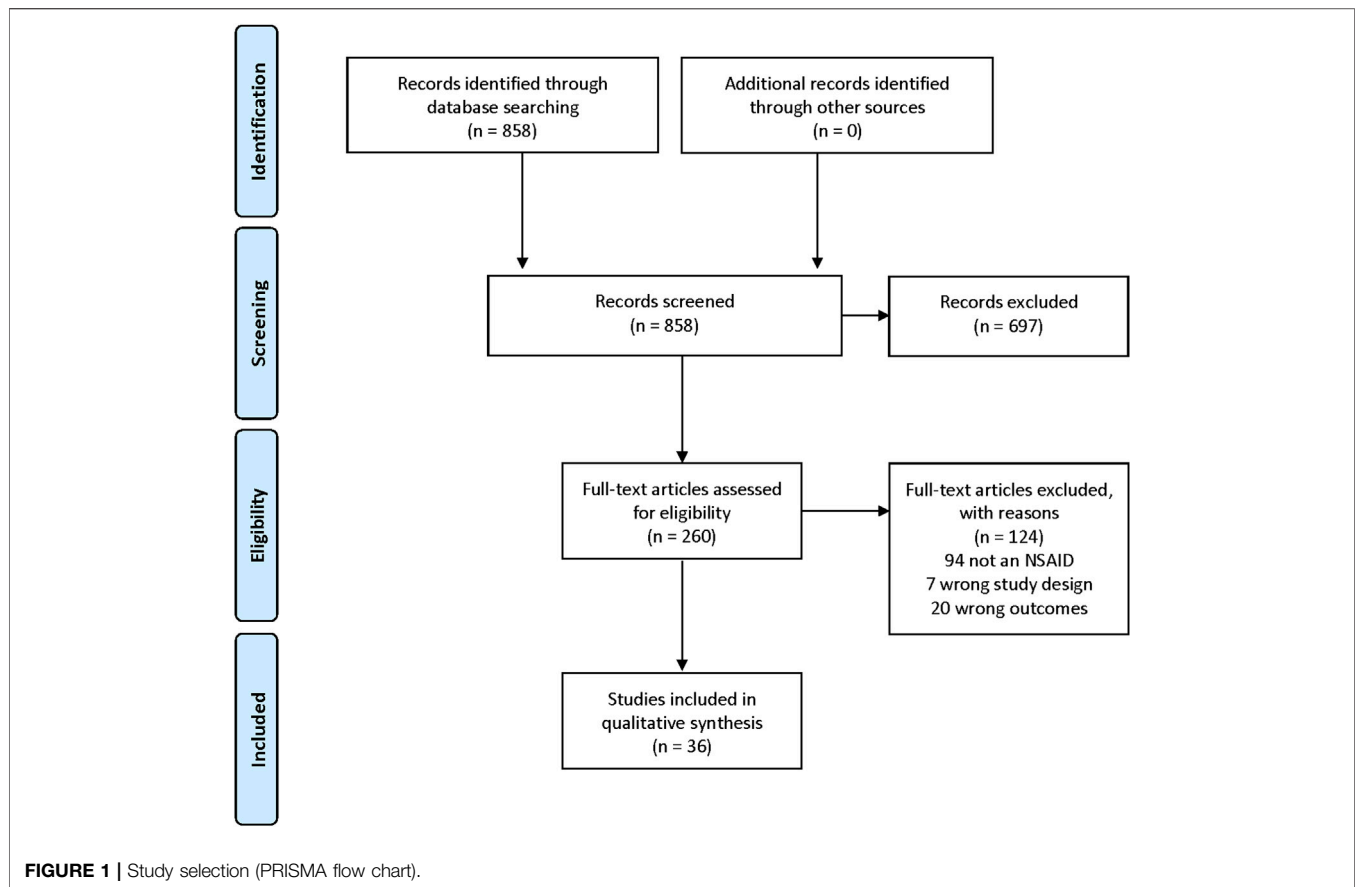 Identification
Records identified through
database searching
(n = 858)
Additional records identified
through other sources
(n = 0)
Screening
Records screened
(n = 858)
Records excluded
(n = 697)
Eligibility
Full-text articles assessed
for eligibility
(n = 260)
Full-text articles excluded,
with reasons
(n = 124)
94 not an NSAID
7 wrong study design
20 wrong outcomes
Included
Studies included in
qualitative synthesis
(n = 36)
FIGURE 1 | Study selection (PRISMA flow chart).